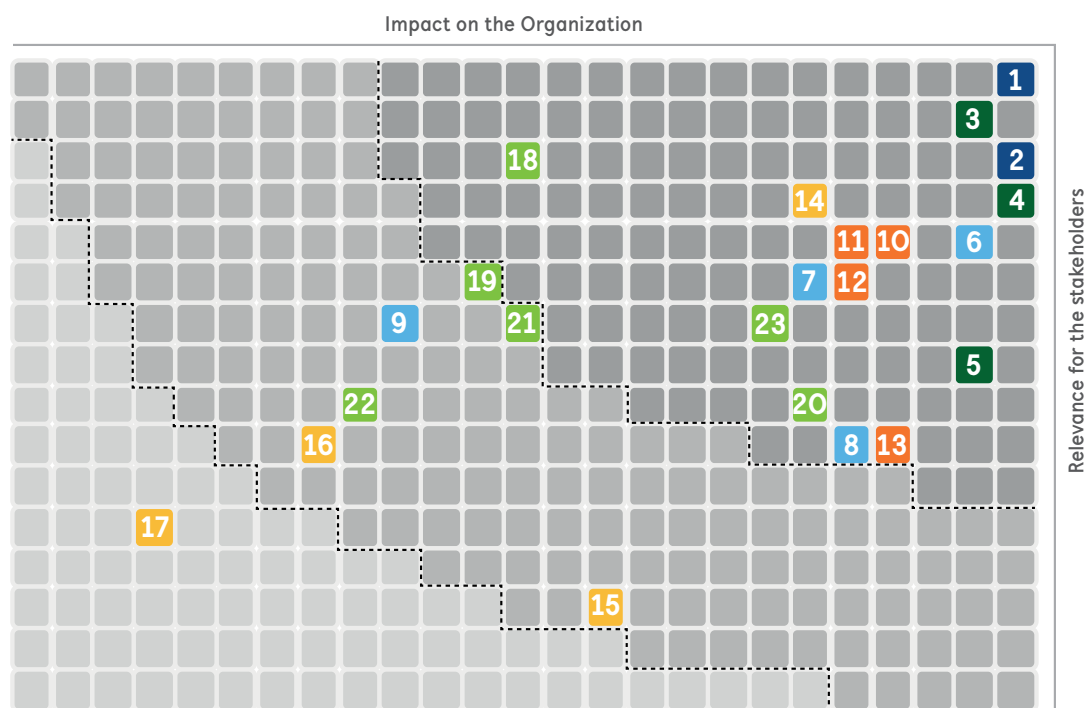 Impact on the Organization
1
3
18
2
14
4
11 10 6
19 7 12
9 21 23
5
22 20
16 8 13
17
15
Relevance for the stakeholders